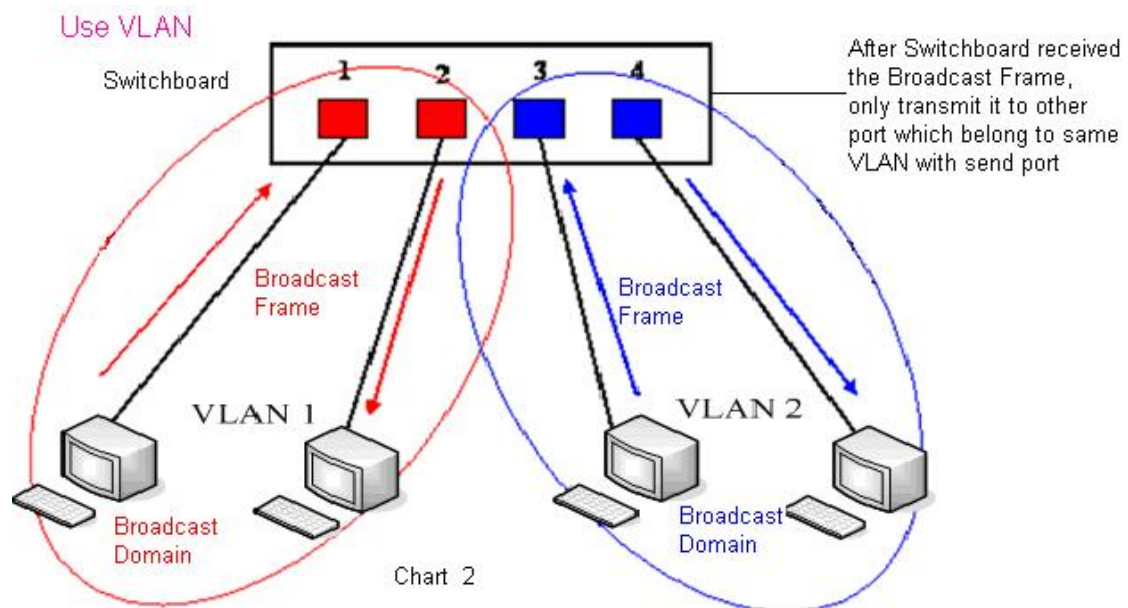 Use VLAN
Switchboard
1 2 3 4
After Switchboard received
the Broadcast Frame,
only transmit it to other
port which belong to same
VLAN with send port
Broadcast
Frame
Broadcast
Frame
VLAN 1
VLAN 2
Broadcast
Domain
Broadcast
Domain
Chart 2